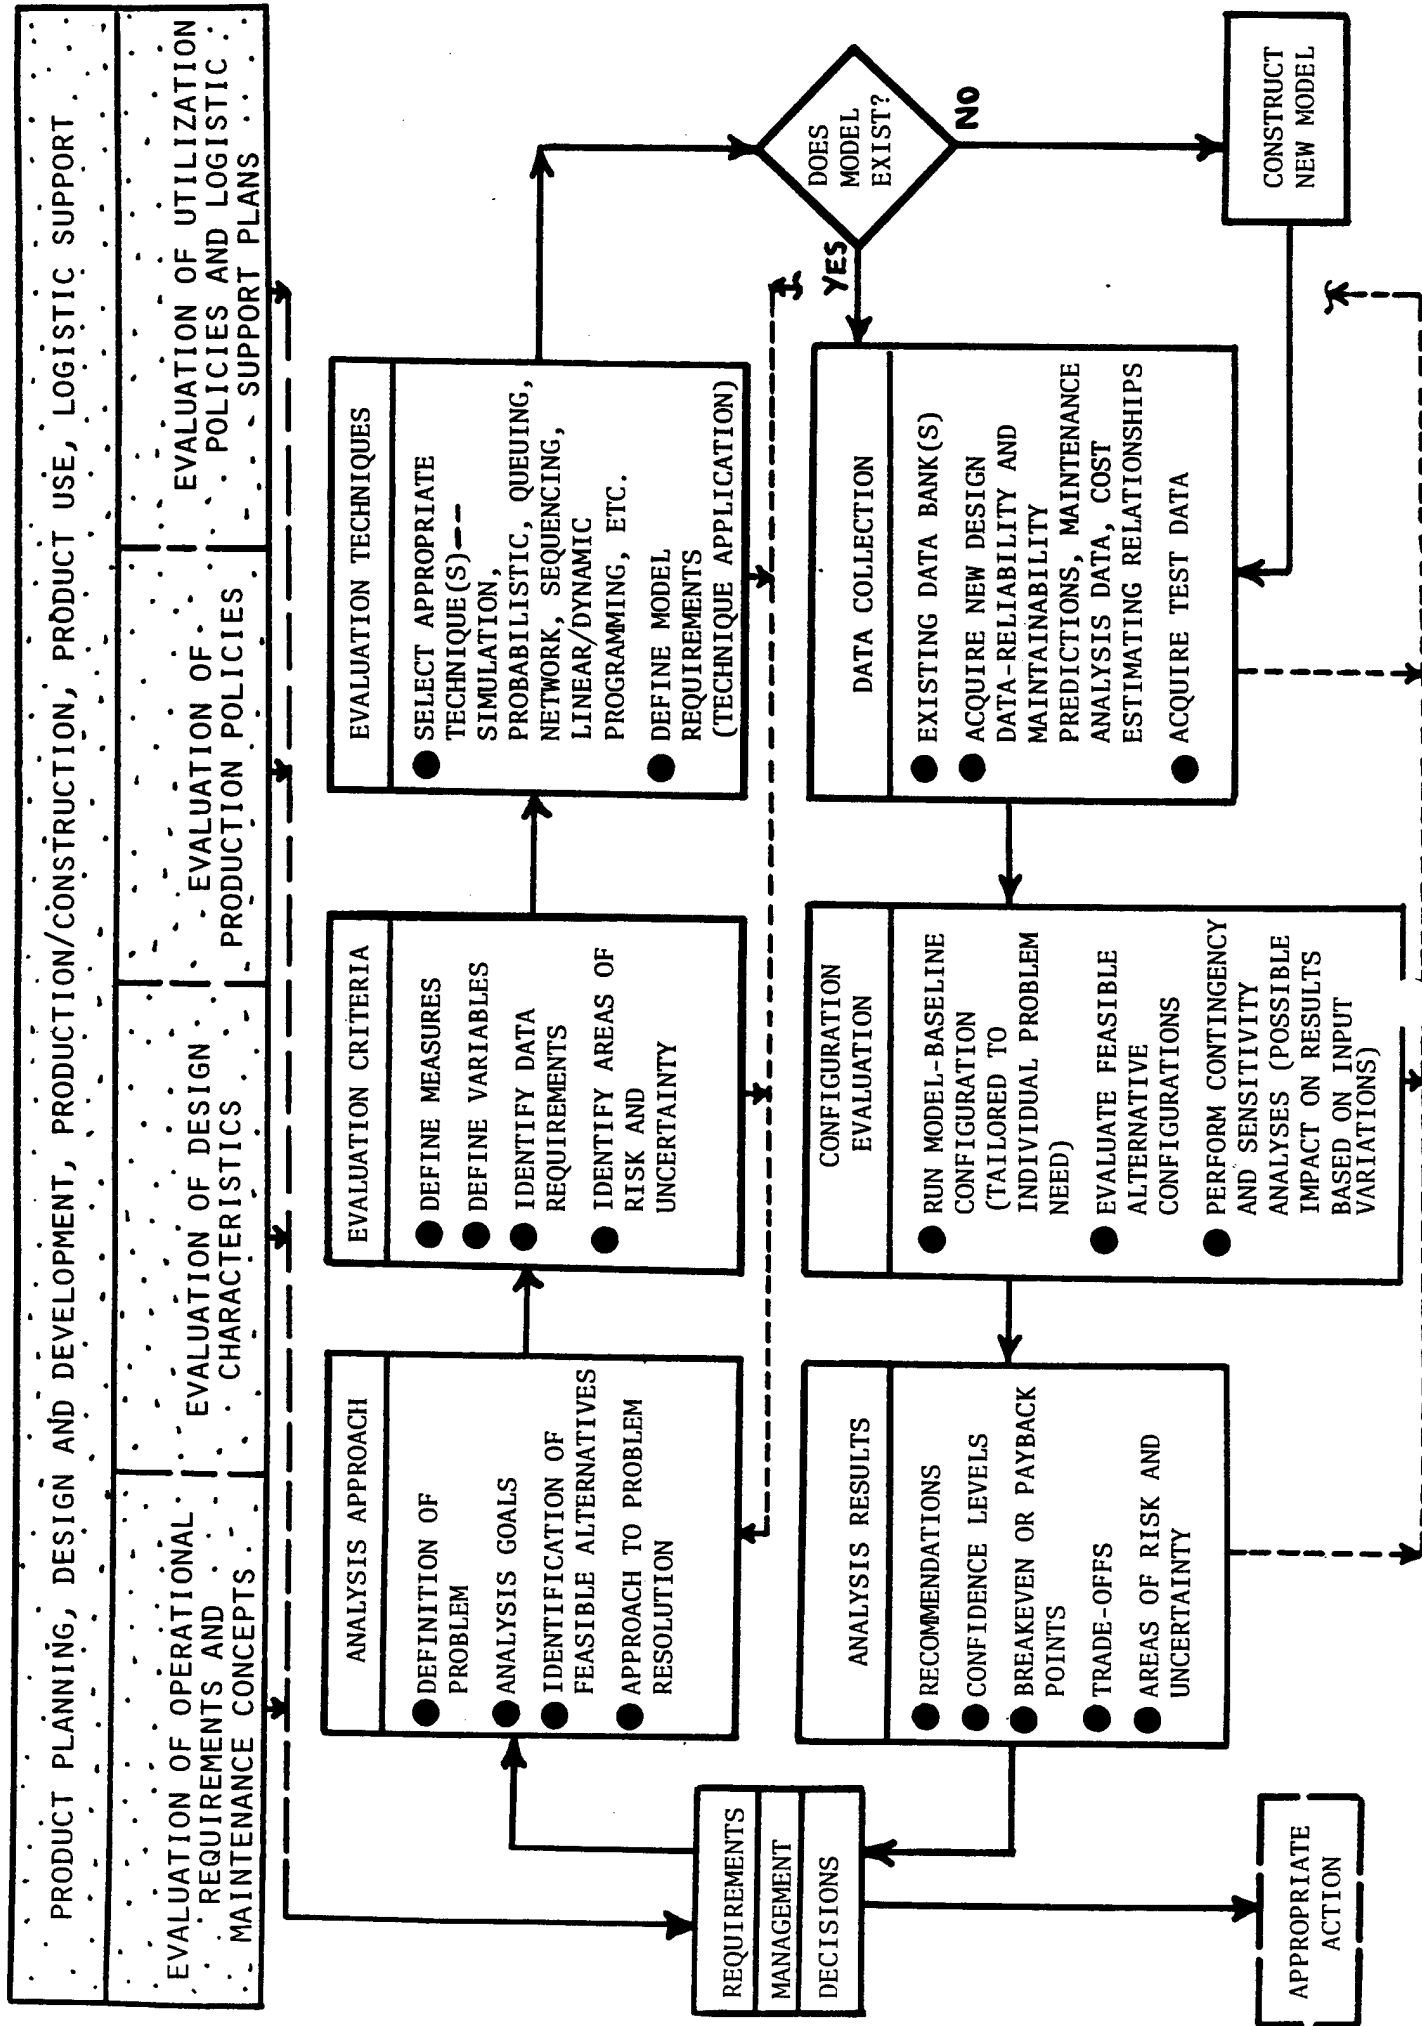 PRODUCT PLANNING, DESIGN AND DEVELOPMENT, PRODUCTION/CONSTRUCTION, PRODUCT USE, LOGISTIC SUPPORT
EVALUATION OF OPERATIONAL
REQUIREMENTS AND
MAINTENANCE CONCEPTS
EVALUATION OF DESIGN
CHARACTERISTICS
EVALUATION OF
PRODUCTION POLICIES
EVALUATION OF UTILIZATION
POLICIES AND LOGISTIC
SUPPORT PLANS
ANALYSIS APPROACH
● DEFINITION OF
PROBLEM
● ANALYSIS GOALS
● IDENTIFICATION OF
FEASIBLE ALTERNATIVES
● APPROACH TO PROBLEM
RESOLUTION
EVALUATION CRITERIA
● DEFINE MEASURES
● DEFINE VARIABLES
● IDENTIFY DATA
REQUIREMENTS
● IDENTIFY AREAS OF
RISK AND
UNCERTAINTY
EVALUATION TECHNIQUES
● SELECT APPROPRIATE
TECHNIQUE(S)--
SIMULATION,
PROBABILISTIC, QUEUING,
NETWORK, SEQUENCING,
LINEAR/DYNAMIC
PROGRAMMING, ETC.
● DEFINE MODEL
REQUIREMENTS
(TECHNIQUE APPLICATION)
DOES
MODEL
EXIST?
YES
NO
CONSTRUCT
NEW MODEL
REQUIREMENTS
MANAGEMENT
DECISIONS
ANALYSIS RESULTS
● RECOMMENDATIONS
● CONFIDENCE LEVELS
● BREAKEVEN OR PAYBACK
POINTS
● TRADE-OFFS
● AREAS OF RISK AND
UNCERTAINTY
CONFIGURATION
EVALUATION
● RUN MODEL-BASELINE
CONFIGURATION
(TAILORED TO
INDIVIDUAL PROBLEM
NEED)
● EVALUATE FEASIBLE
ALTERNATIVE
CONFIGURATIONS
● PERFORM CONTINGENCY
AND SENSITIVITY
ANALYSES (POSSIBLE
IMPACT ON RESULTS
BASED ON INPUT
VARIATIONS)
DATA COLLECTION
● EXISTING DATA BANK(S)
● ACQUIRE NEW DESIGN
DATA-RELIABILITY AND
MAINTAINABILITY
PREDICTIONS, MAINTENANCE
ANALYSIS DATA, COST
ESTIMATING RELATIONSHIPS
● ACQUIRE TEST DATA
APPROPRIATE
ACTION